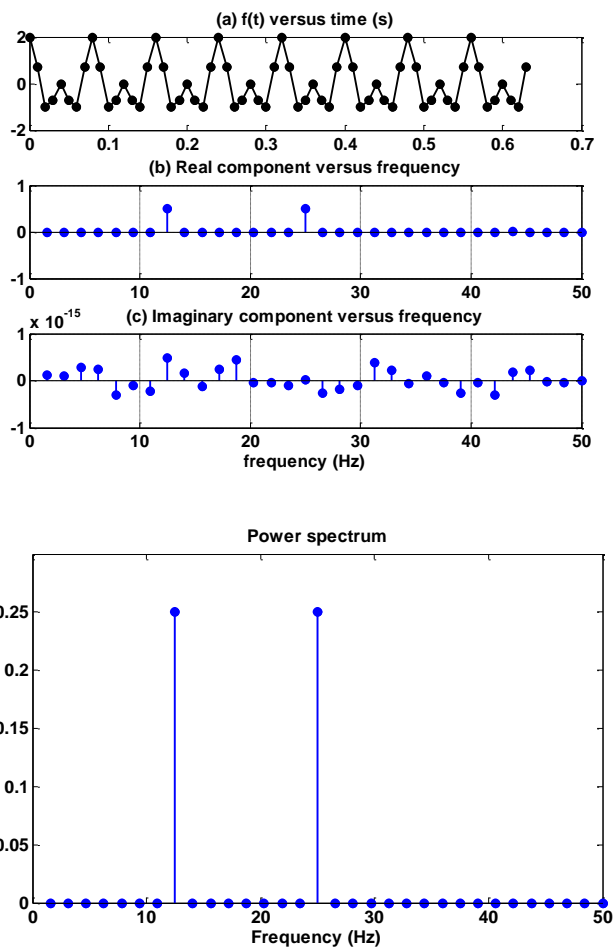 (a) f(t) versus time (s)
2
0
-2
0 0.1 0.2 0.3 0.4 0.5 0.6 0.7
(b) Real component versus frequency
1
0
-1
0 10 20 30 40 50
x 10^-15 (c) Imaginary component versus frequency
1
0
-1
0 10 20 30 40 50
frequency (Hz)
Power spectrum
0.25
0.2
0.15
0.1
0.05
0
0 10 20 30 40 50
Frequency (Hz)